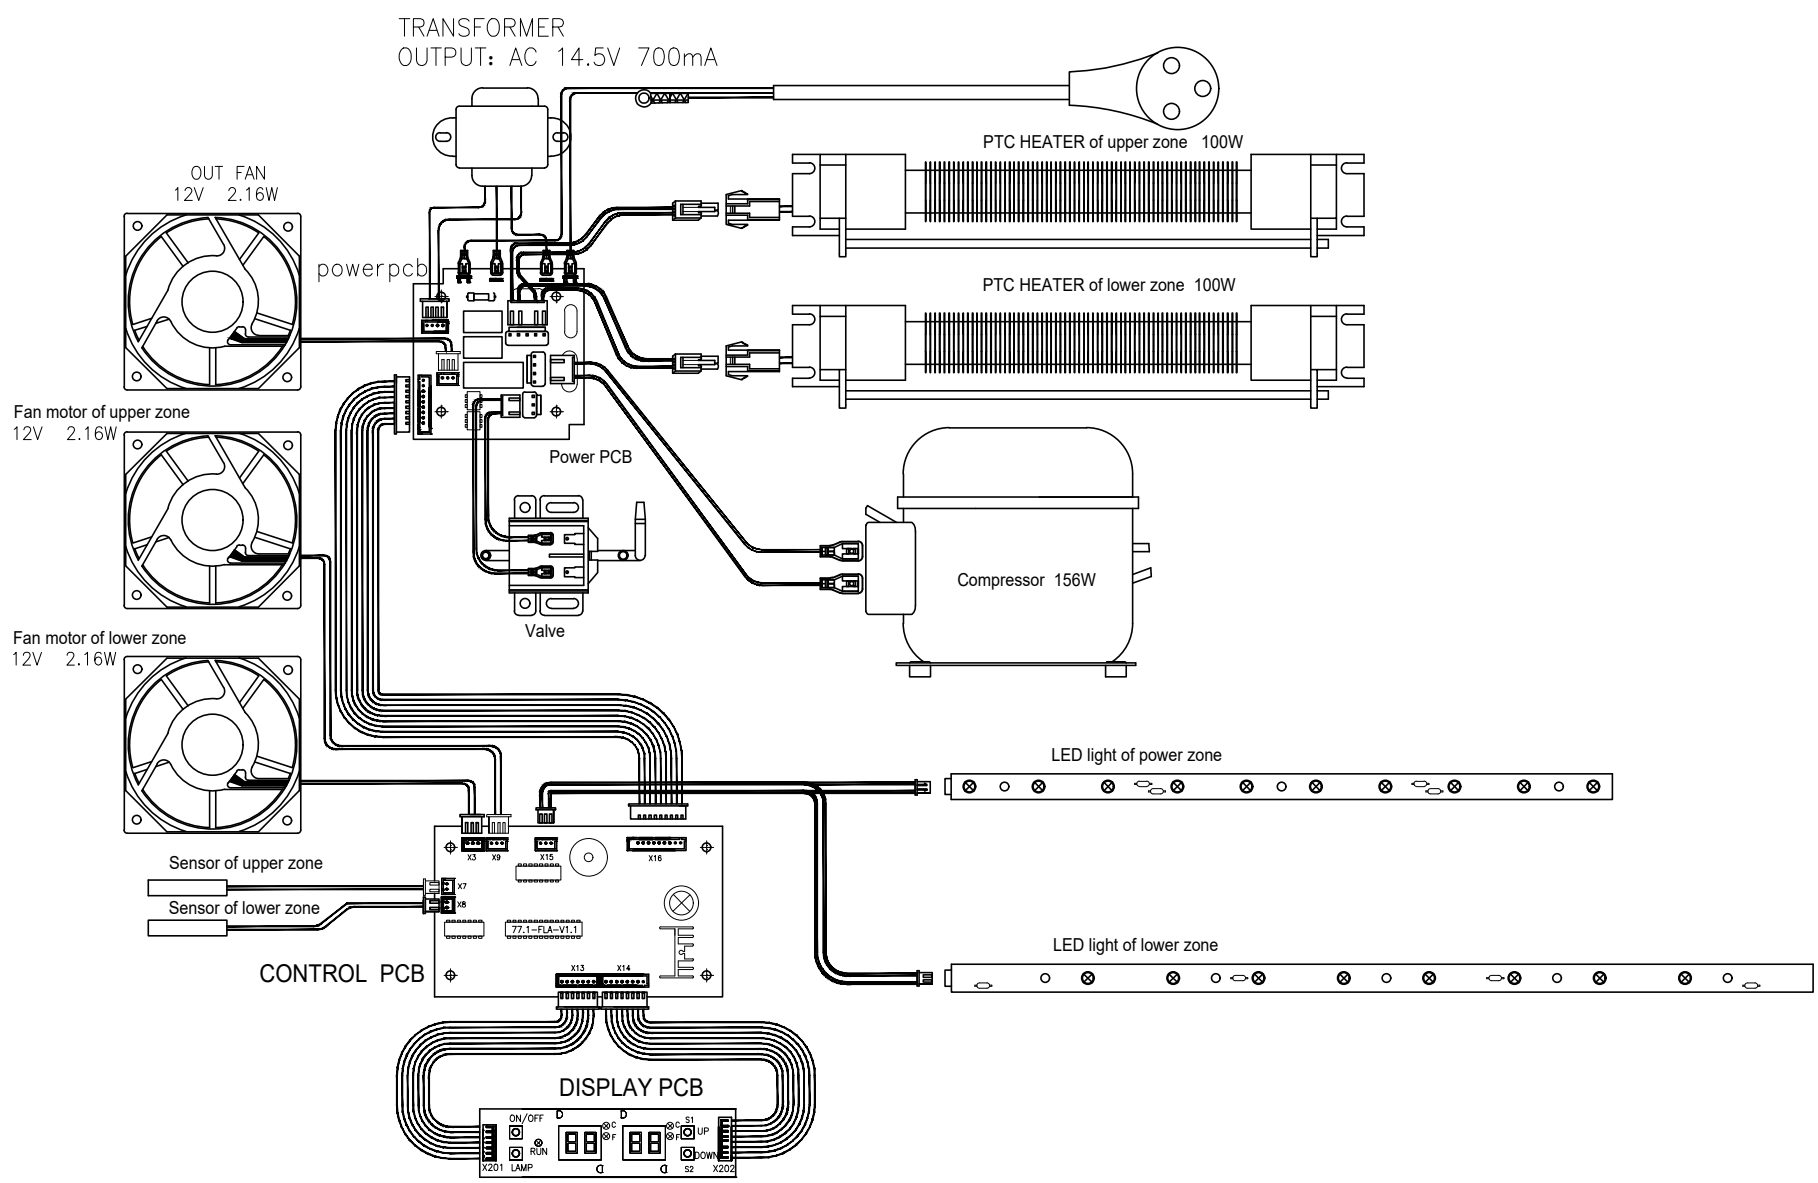 TRANSFORMER
OUTPUT: AC 14.5V 700mA
PTC HEATER of upper zone 100W
OUT FAN
12V 2.16W
powerpcb
PTC HEATER of lower zone 100W
Fan motor of upper zone
12V 2.16W
Power PCB
Compressor 156W
Valve
Fan motor of lower zone
12V 2.16W
LED light of power zone
X3 X9 X15 X16
Sensor of upper zone
X7
Sensor of lower zone
X8
77.1-FLA-V1.1
LED light of lower zone
CONTROL PCB
X13 X14
DISPLAY PCB
ON/OFF
S1
C C
UP
F F
RUN
DOWN
X201 LAMP S2 X202